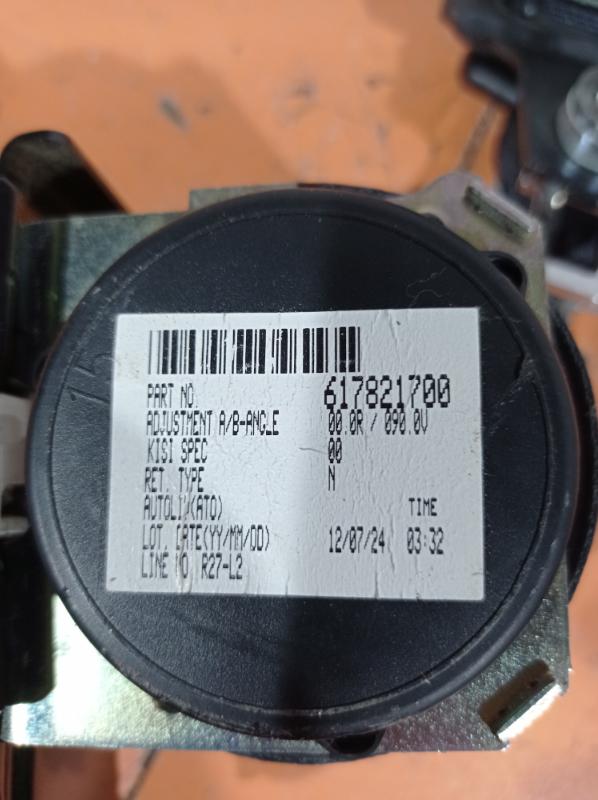 PART NO. 617821700
ADJUSTMENT A/B-ANGLE 00.0R / 090.0V
KISI SPEC 00
RET. TYPE N
AUTOLIV(ATO) TIME
LOT. DATE(YY/MM/DD) 12/07/24 03:32
LINE NO R27-L2
15